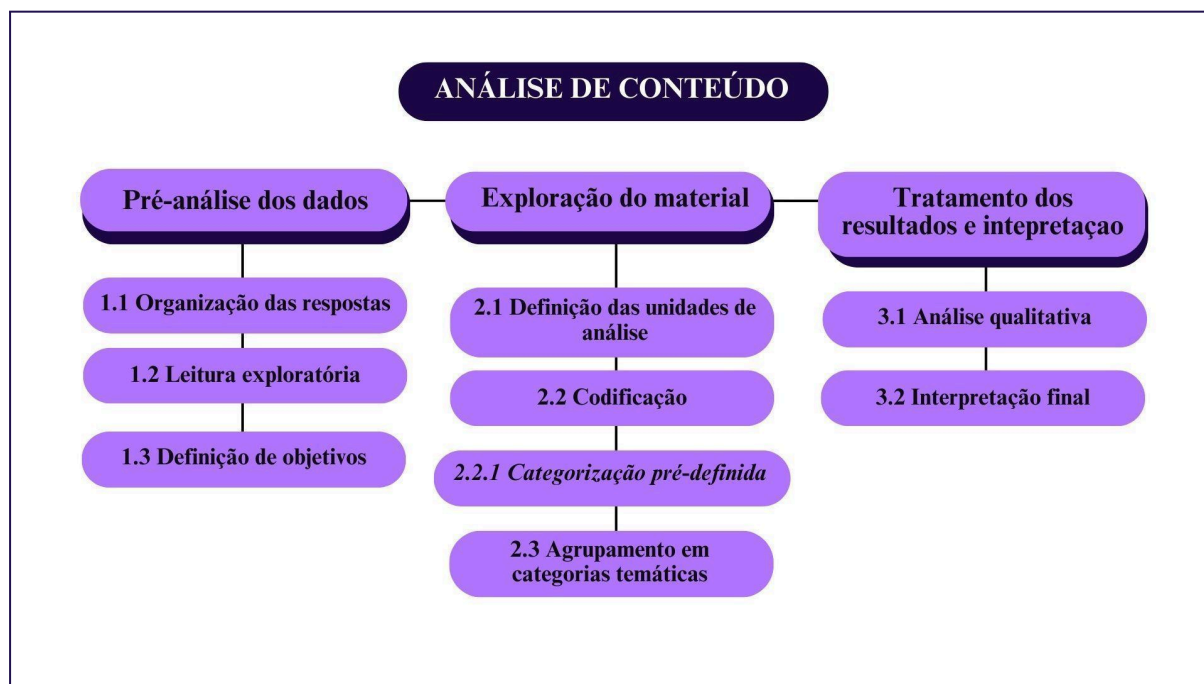 ANÁLISE DE CONTEÚDO
Pré-análise dos dados
1.1 Organização das respostas
1.2 Leitura exploratória
1.3 Definição de objetivos
Exploração do material
2.1 Definição das unidades de
análise
2.2 Codificação
2.2.1 Categorização pré-definida
2.3 Agrupamento em
categorias temáticas
Tratamento dos
resultados e intepretaçao
3.1 Análise qualitativa
3.2 Interpretação final